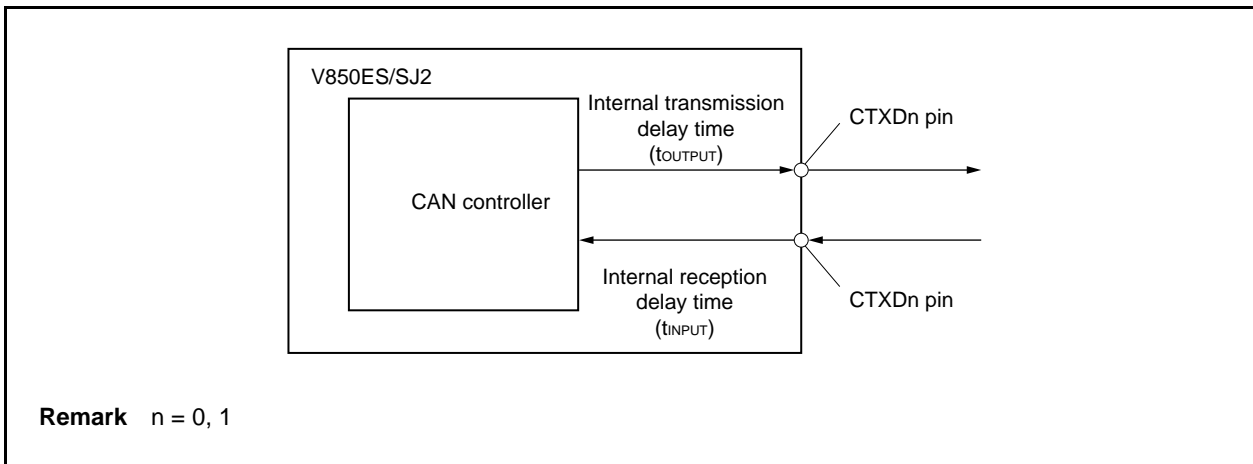 V850ES/SJ2
Internal transmission
delay time
(tOUTPUT)
CTXDn pin
CAN controller
Internal reception
delay time
(tINPUT)
CTXDn pin
Remark n = 0, 1